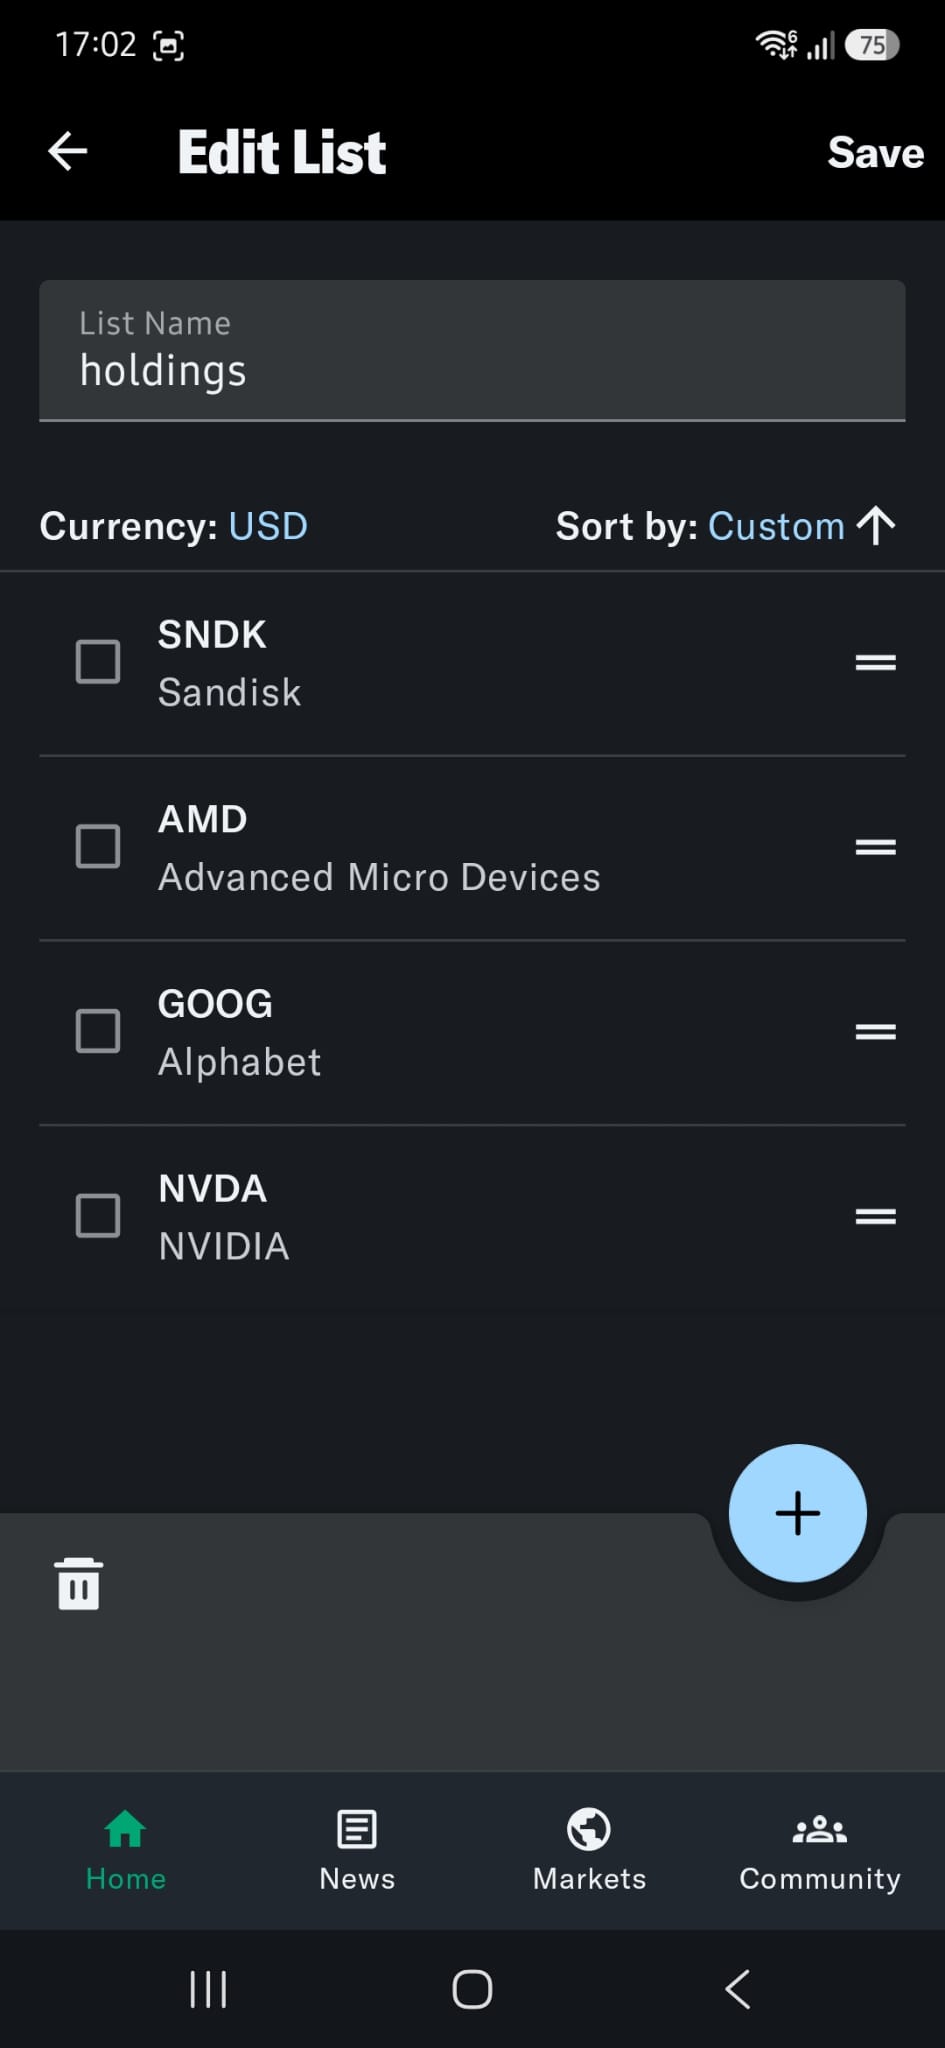 17:02
6
75
Edit List
Save
List Name
holdings
Currency: USD
Sort by: Custom
SNDK
Sandisk
AMD
Advanced Micro Devices
GOOG
Alphabet
NVDA
NVIDIA
Home
News
Markets
Community